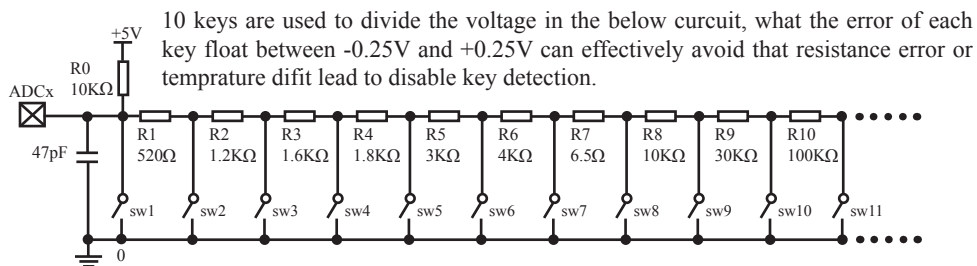 10 keys are used to divide the voltage in the below curcuit, what the error of each
key float between -0.25V and +0.25V can effectively avoid that resistance error or
temprature difit lead to disable key detection.
+5V
R0
10KΩ
ADCx
47pF
R1 R2 R3 R4 R5 R6 R7 R8 R9 R10
520Ω 1.2KΩ 1.6KΩ 1.8KΩ 3KΩ 4KΩ 6.5Ω 10KΩ 30KΩ 100KΩ
sw1 sw2 sw3 sw4 sw5 sw6 sw7 sw8 sw9 sw10 sw11
0